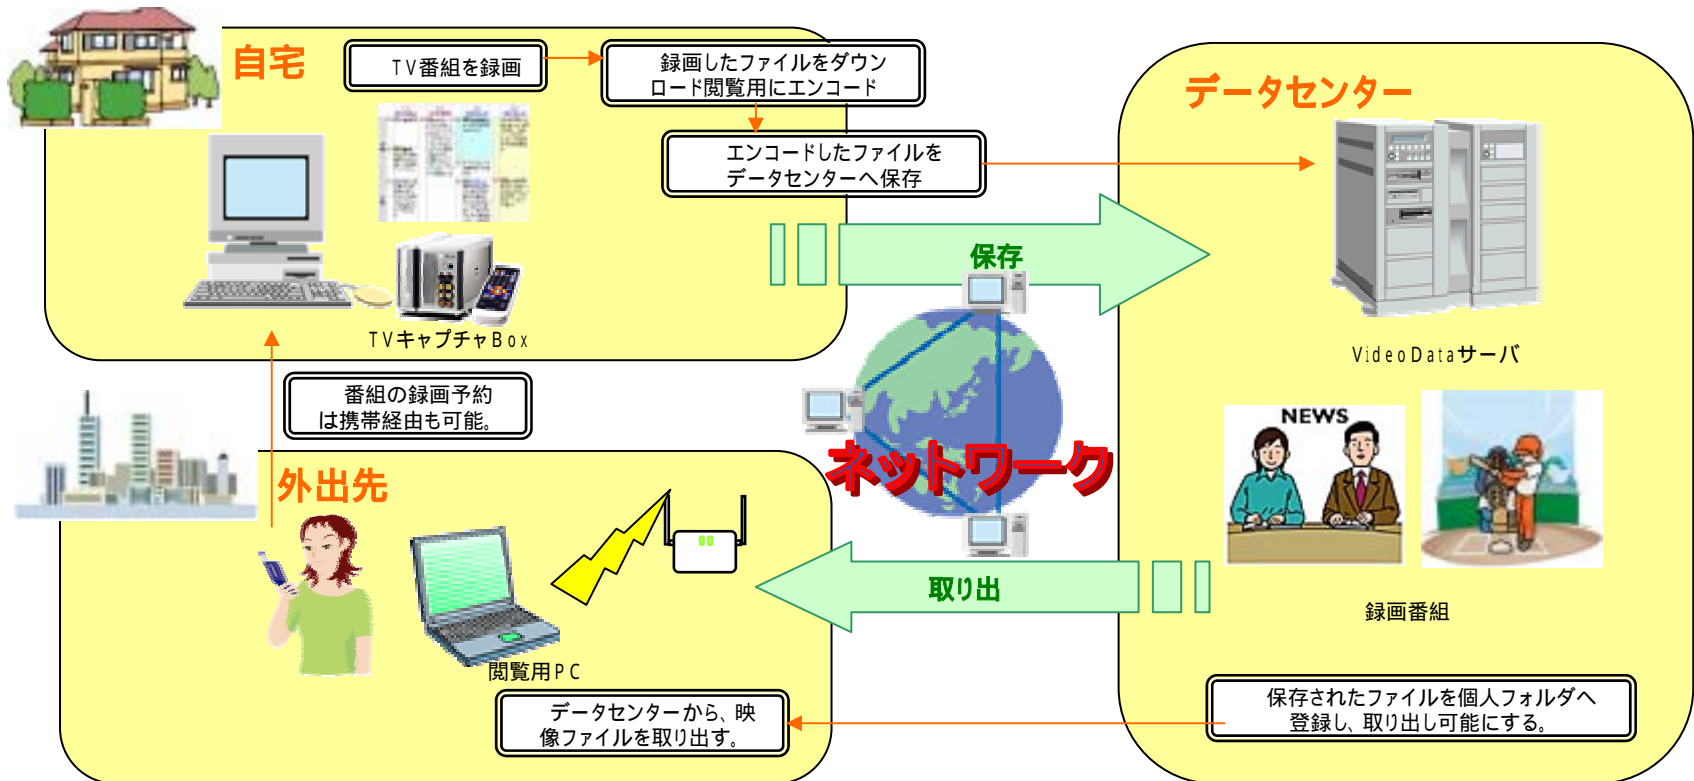 自宅
TV番組を録画
録画したファイルをダウン
ロード閲覧用にエンコード
エンコードしたファイルを
データセンターへ保存
データセンター
保存
TVキャプチャBox
VideoDataサーバ
番組の録画予約
は携帯経由も可能。
NEWS
ネットワーク
外出先
取り出
録画番組
閲覧用PC
データセンターから、映
像ファイルを取り出す。
保存されたファイルを個人フォルダへ
登録し、取り出し可能にする。